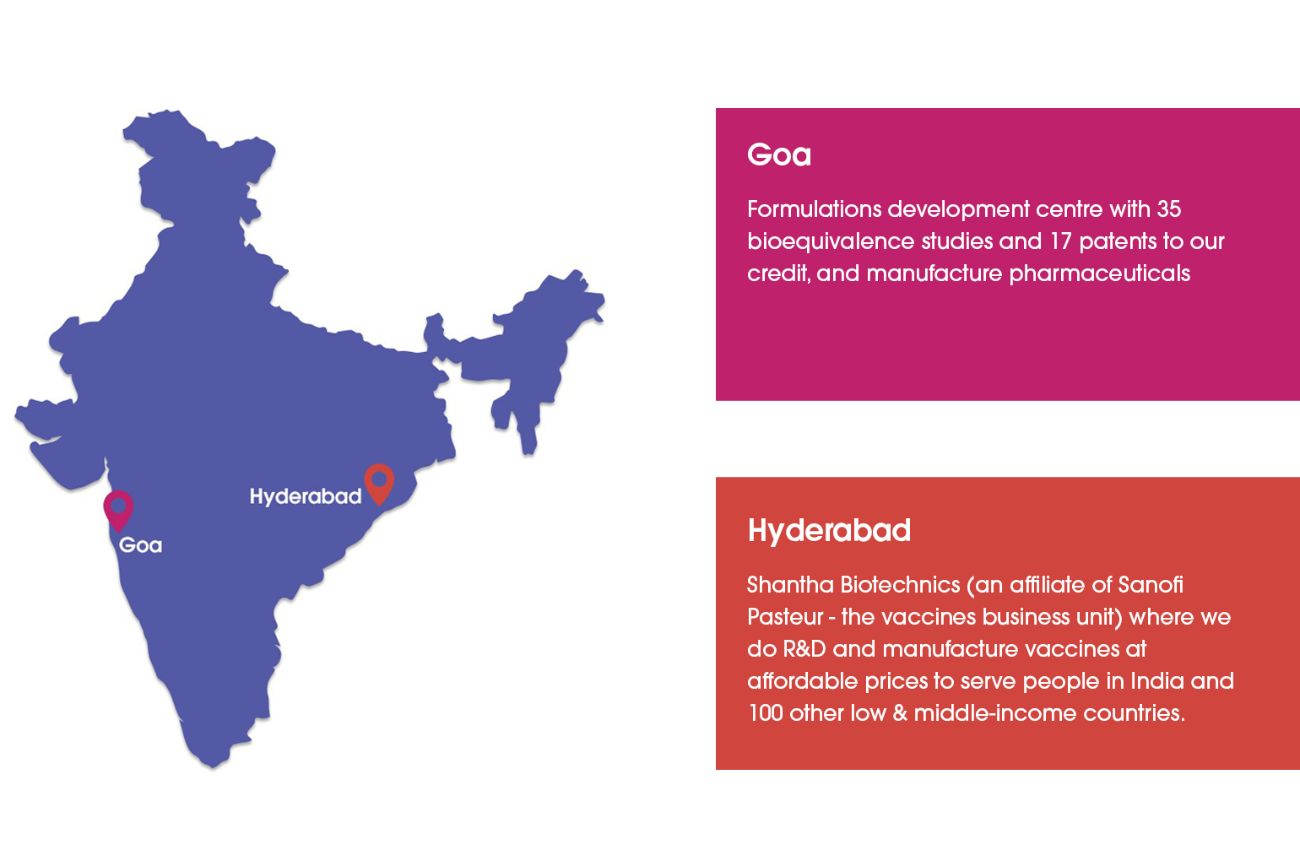 Hyderabad
Goa
Goa
Formulations development centre with 35
bioequivalence studies and 17 patents to our
credit, and manufacture pharmaceuticals
Hyderabad
Shantha Biotechnics (an affiliate of Sanofi
Pasteur - the vaccines business unit) where we
do R&D and manufacture vaccines at
affordable prices to serve people in India and
100 other low & middle-income countries.